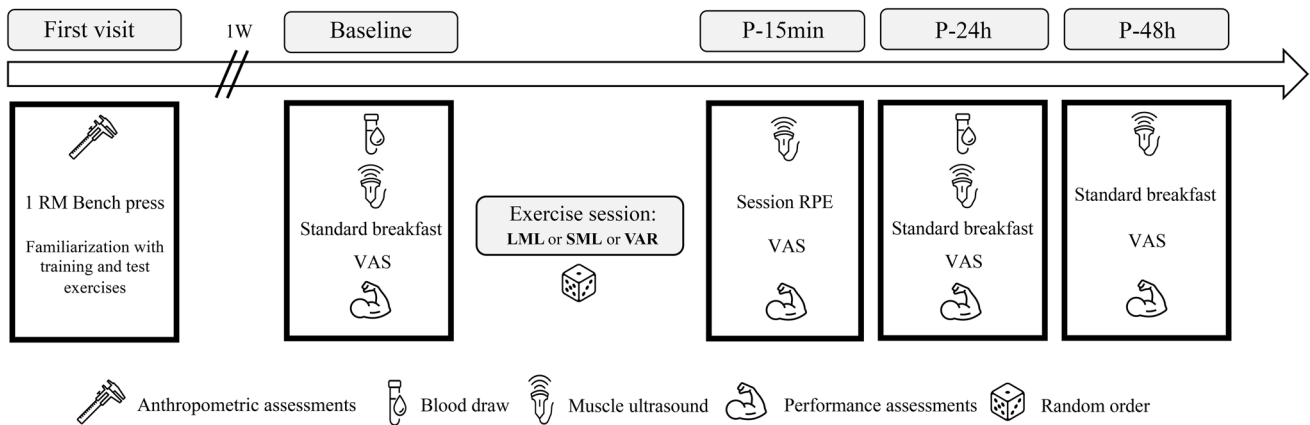 First visit
1W
Baseline
P-15min
P-24h
P-48h
1 RM Bench press
Familiarization with
training and test
exercises
Standard breakfast
VAS
Exercise session:
LML or SML or VAR
Session RPE
VAS
Standard breakfast
VAS
Standard breakfast
VAS
Anthropometric assessments
Blood draw
Muscle ultrasound
Performance assessments
Random order